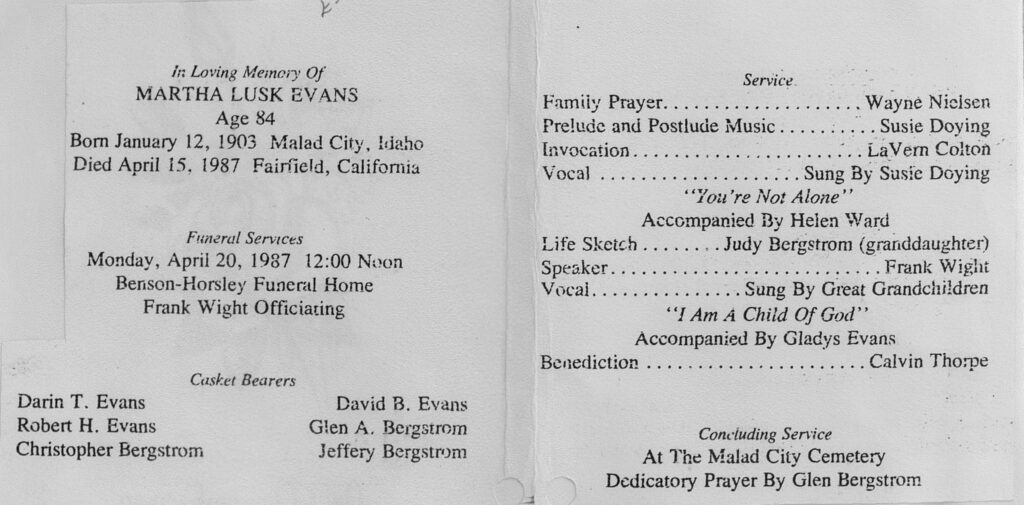 In Loving Memory Of
MARTHA LUSK EVANS
Age 84
Born January 12, 1903 Malad City, Idaho
Died April 15, 1987 Fairfield, California
Funeral Services
Monday, April 20, 1987 12:00 Noon
Benson-Horsley Funeral Home
Frank Wight Officiating
Casket Bearers
Darin T. Evans David B. Evans
Robert H. Evans Glen A. Bergstrom
Christopher Bergstrom Jeffery Bergstrom
Service
Family Prayer.................... Wayne Nielsen
Prelude and Postlude Music.......... Susie Doying
Invocation....................... LaVern Colton
Vocal .................... Sung By Susie Doying
"You're Not Alone"
Accompanied By Helen Ward
Life Sketch ........ Judy Bergstrom (granddaughter)
Speaker........................... Frank Wight
Vocal............... Sung By Great Grandchildren
"I Am A Child Of God"
Accompanied By Gladys Evans
Benediction ...................... Calvin Thorpe
Concluding Service
At The Malad City Cemetery
Dedicatory Prayer By Glen Bergstrom